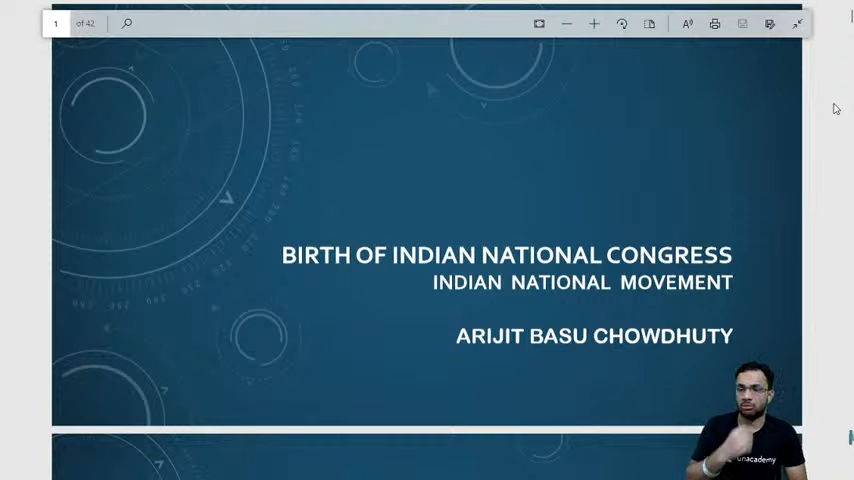 1 of 42
BIRTH OF INDIAN NATIONAL CONGRESS
INDIAN NATIONAL MOVEMENT
ARIJIT BASU CHOWDHUTY
unacademy